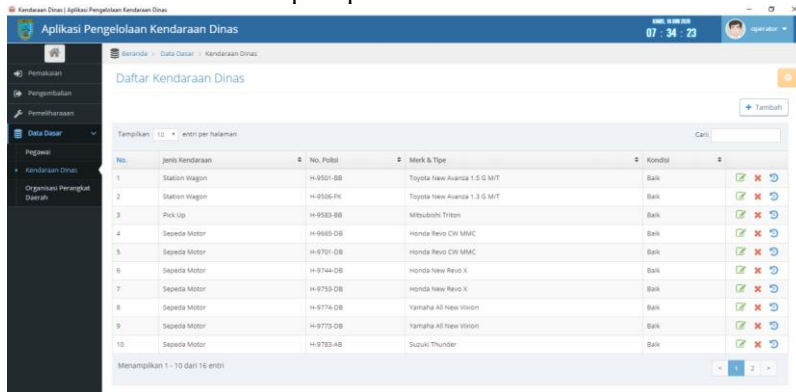 Kendaraan Dinas | Aplikasi Pengelolaan Kendaraan Dinas
Aplikasi Pengelolaan Kendaraan Dinas
KAMIS, 18 JUNI 2020
07 : 34 : 23
operator
Beranda > Data Dasar > Kendaraan Dinas
Pemakaian
Pengembalian
Pemeliharaaan
Data Dasar
Pegawai
Kendaraan Dinas
Organisasi Perangkat
Daerah
Daftar Kendaraan Dinas
+ Tambah
Tampilkan 10 entri per halaman
Cari:
No. Jenis Kendaraan No. Polisi Merk & Tipe Kondisi
1 Station Wagon H-9501-BB Toyota New Avanza 1.5 G M/T Baik
2 Station Wagon H-9506-FK Toyota New Avanza 1.3 G M/T Baik
3 Pick Up H-9583-BB Mitsubishi Triton Baik
4 Sepeda Motor H-9665-DB Honda Revo CW MMC Baik
5 Sepeda Motor H-9701-DB Honda Revo CW MMC Baik
6 Sepeda Motor H-9744-DB Honda New Revo X Baik
7 Sepeda Motor H-9753-DB Honda New Revo X Baik
8 Sepeda Motor H-9774-DB Yamaha All New Vixion Baik
9 Sepeda Motor H-9773-DB Yamaha All New Vixion Baik
10 Sepeda Motor H-9783-AB Suzuki Thunder Baik
Menampilkan 1 - 10 dari 16 entri
< 1 2 >